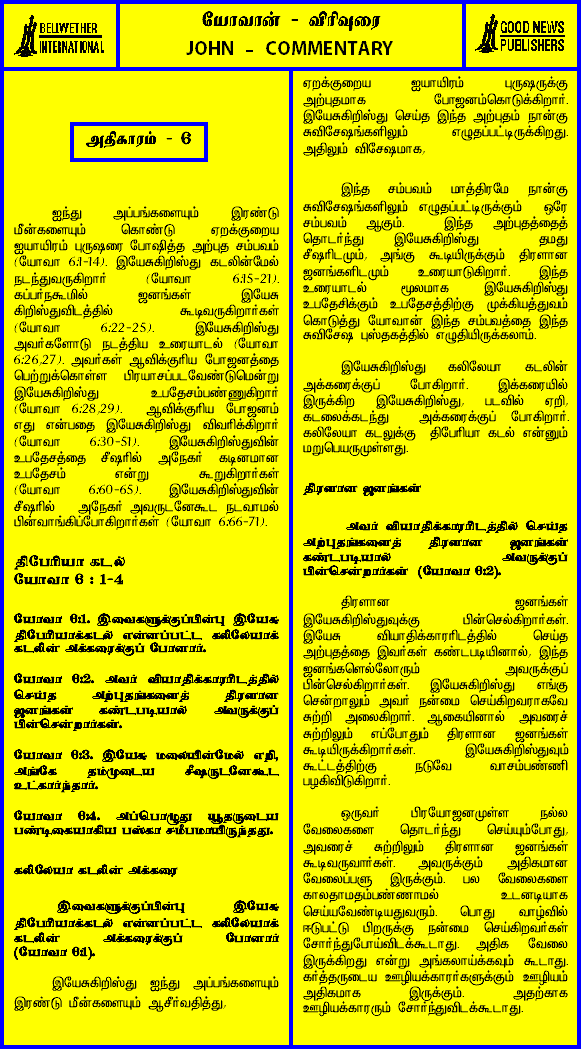 BELWETHER
INTERNATIONAL
யோவான் - விரிவுரை
JOHN - COMMENTARY
GOOD NEWS
PUBLISHERS
அதிகாரம் - 6
ஐந்து அப்பங்களையும் இரண்டு
மீன்களையும் கொண்டு ஏறக்குறைய
ஐயாயிரம் புருஷரை போஷித்த அற்புத சம்பவம்
(யோவா 6:1-14). இயேசுகிறிஸ்து கடலின்மேல்
நடந்துவருகிறார் (யோவா 6:15-21).
கப்பர்நகூமில் ஜனங்கள் இயேசு
கிறிஸ்துவிடத்தில் கூடிவருகிறார்கள்
(யோவா 6:22-25). இயேசுகிறிஸ்து
அவர்களோடு நடத்திய உரையாடல் (யோவா
6:26,27). அவர்கள் ஆவிக்குரிய போஜனத்தை
பெற்றுக்கொள்ள பிரயாசப்படவேண்டுமென்று
இயேசுகிறிஸ்து உபதேசம்பண்ணுகிறார்
(யோவா 6:28,29). ஆவிக்குரிய போஜனம்
எது என்பதை இயேசுகிறிஸ்து விவரிக்கிறார்
(யோவா 6:30-51). இயேசுகிறிஸ்துவின்
உபதேசத்தை சீஷரில் அநேகர் கடினமான
உபதேசம் என்று கூறுகிறார்கள்
(யோவா 6:60-65). இயேசுகிறிஸ்துவின்
சீஷரில் அநேகர் அவருடனேகூட நடவாமல்
பின்வாங்கிப்போகிறார்கள் (யோவா 6:66-71).
திபேரியா கடல்
யோவா 6 : 1-4
யோவா 6:1. இவைகளுக்குப்பின்பு இயேசு
திபேரியாக்கடல் என்னப்பட்ட கலிலேயாக்
கடலின் அக்கரைக்குப் போனார்.
யோவா 6:2. அவர் வியாதிக்காரரிடத்தில்
செய்த அற்புதங்களைத் திரளான
ஜனங்கள் கண்டபடியால் அவருக்குப்
பின்சென்றார்கள்.
யோவா 6:3. இயேசு மலையின்மேல் ஏறி,
அங்கே தம்முடைய சீஷருடனேகூட
உட்கார்ந்தார்.
யோவா 6:4. அப்பொழுது யூதருடைய
பண்டிகையாகிய பஸ்கா சமீபமாயிருந்தது.
கலிலேயா கடலின் அக்கரை
இவைகளுக்குப்பின்பு இயேசு
திபேரியாக்கடல் என்னப்பட்ட கலிலேயாக்
கடலின் அக்கரைக்குப் போனார்
(யோவா 6:1).
இயேசுகிறிஸ்து ஐந்து அப்பங்களையும்
இரண்டு மீன்களையும் ஆசீர்வதித்து,
ஏறக்குறைய ஐயாயிரம் புருஷருக்கு
அற்புதமாக போஜனம்கொடுக்கிறார்.
இயேசுகிறிஸ்து செய்த இந்த அற்புதம் நான்கு
சுவிசேஷங்களிலும் எழுதப்பட்டிருக்கிறது.
அதிலும் விசேஷமாக,
இந்த சம்பவம் மாத்திரமே நான்கு
சுவிசேஷங்களிலும் எழுதப்பட்டிருக்கும் ஒரே
சம்பவம் ஆகும். இந்த அற்புதத்தைத்
தொடர்ந்து இயேசுகிறிஸ்து தமது
சீஷரிடமும், அங்கு கூடியிருக்கும் திரளான
ஜனங்களிடமும் உரையாடுகிறார். இந்த
உரையாடல் மூலமாக இயேசுகிறிஸ்து
உபதேசிக்கும் உபதேசத்திற்கு முக்கியத்துவம்
கொடுத்து யோவான் இந்த சம்பவத்தை இந்த
சுவிசேஷ புஸ்தகத்தில் எழுதியிருக்கலாம்.
இயேசுகிறிஸ்து கலிலேயா கடலின்
அக்கரைக்குப் போகிறார். இக்கரையில்
இருக்கிற இயேசுகிறிஸ்து, படவில் ஏறி,
கடலைக்கடந்து அக்கரைக்குப் போகிறார்.
கலிலேயா கடலுக்கு திபேரியா கடல் என்னும்
மறுபெயருமுள்ளது.
திரளான ஜனங்கள்
அவர் வியாதிக்காரரிடத்தில் செய்த
அற்புதங்களைத் திரளான ஜனங்கள்
கண்டபடியால் அவருக்குப்
பின்சென்றார்கள் (யோவா 6:2).
திரளான ஜனங்கள்
இயேசுகிறிஸ்துவுக்கு பின்செல்கிறார்கள்.
இயேசு வியாதிக்காரரிடத்தில் செய்த
அற்புதத்தை இவர்கள் கண்டபடியினால், இந்த
ஜனங்களெல்லோரும் அவருக்குப்
பின்செல்கிறார்கள். இயேசுகிறிஸ்து எங்கு
சென்றாலும் அவர் நன்மை செய்கிறவராகவே
சுற்றி அலைகிறார். ஆகையினால் அவரைச்
சுற்றிலும் எப்போதும் திரளான ஜனங்கள்
கூடியிருக்கிறார்கள். இயேசுகிறிஸ்துவும்
கூட்டத்திற்கு நடுவே வாசம்பண்ணி
பழகிவிடுகிறார்.
ஒருவர் பிரயோஜனமுள்ள நல்ல
வேலைகளை தொடர்ந்து செய்யும்போது,
அவரைச் சுற்றிலும் திரளான ஜனங்கள்
கூடிவருவார்கள். அவருக்கும் அதிகமான
வேலைப்பளு இருக்கும். பல வேலைகளை
காலதாமதம்பண்ணாமல் உடனடியாக
செய்யவேண்டியதுவரும். பொது வாழ்வில்
ஈடுபட்டு பிறருக்கு நன்மை செய்கிறவர்கள்
சோர்ந்துபோய்விடக்கூடாது. அதிக வேலை
இருக்கிறது என்று அங்கலாய்க்கவும் கூடாது.
கர்த்தருடைய ஊழியக்காரர்களுக்கும் ஊழியம்
அதிகமாக இருக்கும். அதற்காக
ஊழியக்காரரும் சோர்ந்துவிடக்கூடாது.